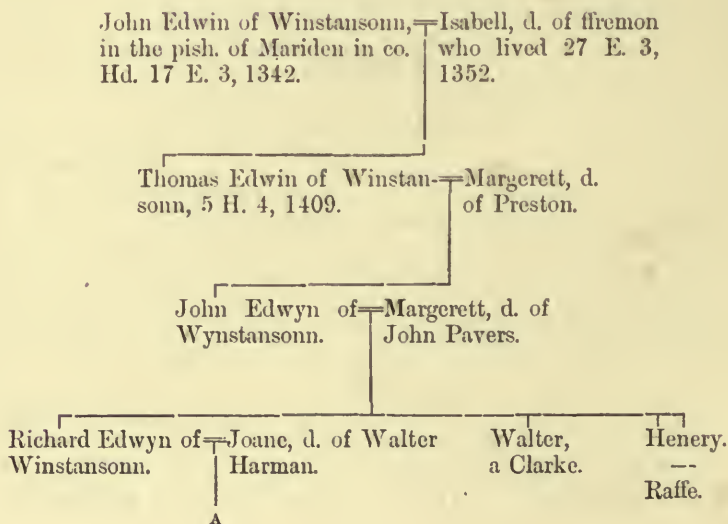 John Edwin of Winstansonn,
in the pish. of Mariden in co.
Hd. 17 E. 3, 1342.
Isabell, d. of ffremon
who lived 27 E. 3,
1352.
Thomas Edwin of Winstan-
sonn, 5 H. 4, 1409.
Margerett, d.
of Preston.
John Edwyn of
Wynstansonn.
Margerett, d. of
John Pavers.
Richard Edwyn of
Winstansonn.
Joane, d. of Walter
Harman.
Walter,
a Clarke.
Henery.
--
Raffe.
A